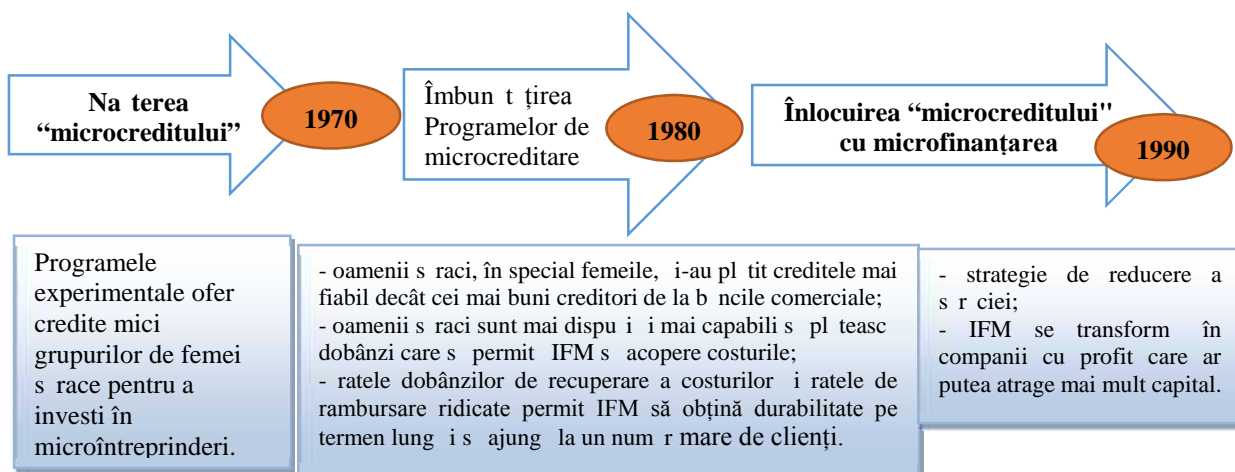 Na terea
“microcreditului”
1970
Îmbun t țirea
Programelor de
microcreditare
1980
Înlocuirea “microcreditului"
cu microfinanțarea
1990
Programele
experimentale ofer
credite mici
grupurilor de femei
s race pentru a
investi în
microîntreprinderi.
- oamenii s raci, în special femeile, i-au pl tit creditele mai
fiabil decât cei mai buni creditori de la b ncile comerciale;
- oamenii s raci sunt mai dispu i i mai capabili s pl teasc
dobânzi care s permit IFM s acopere costurile;
- ratele dobânzilor de recuperare a costurilor i ratele de
rambursare ridicate permit IFM să obțină durabilitate pe
termen lung i s ajung la un num r mare de clienți.
- strategie de reducere a
s r ciei;
- IFM se transform în
companii cu profit care ar
putea atrage mai mult capital.